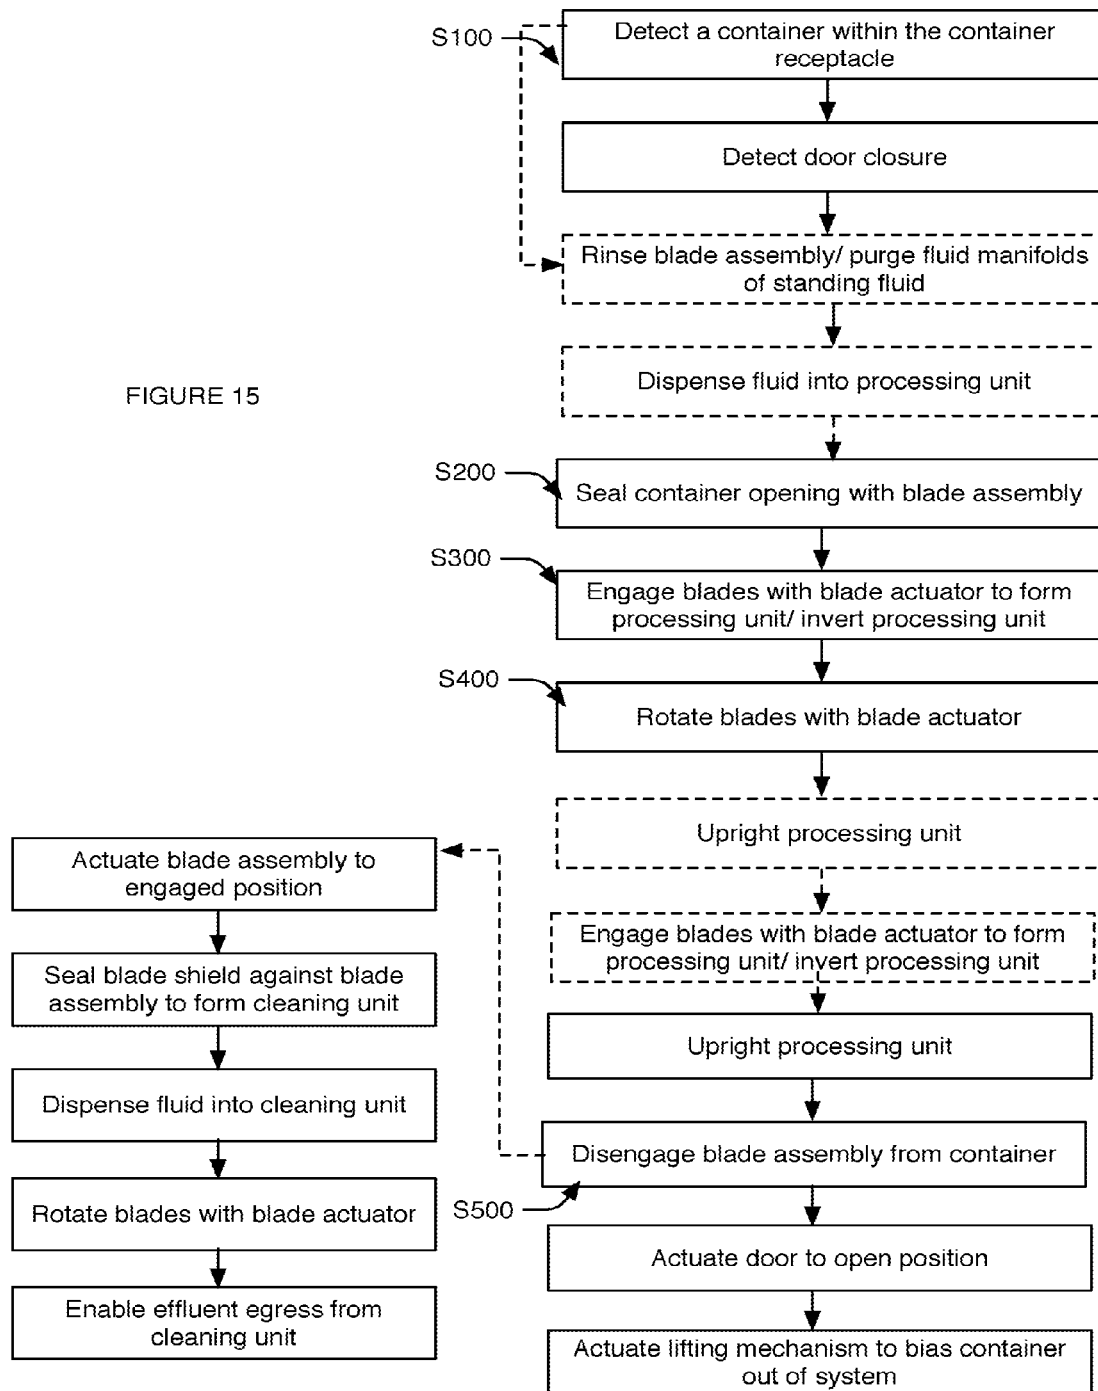 S100
Detect a container within the container
receptacle
Detect door closure
Rinse blade assembly/ purge fluid manifolds
of standing fluid
Dispense fluid into processing unit
FIGURE 15
S200
Seal container opening with blade assembly
S300
Engage blades with blade actuator to form
processing unit/ invert processing unit
S400
Rotate blades with blade actuator
Upright processing unit
Engage blades with blade actuator to form
processing unit/ invert processing unit
Upright processing unit
Disengage blade assembly from container
S500
Actuate door to open position
Actuate lifting mechanism to bias container
out of system
Actuate blade assembly to
engaged position
Seal blade shield against blade
assembly to form cleaning unit
Dispense fluid into cleaning unit
Rotate blades with blade actuator
Enable effluent egress from
cleaning unit